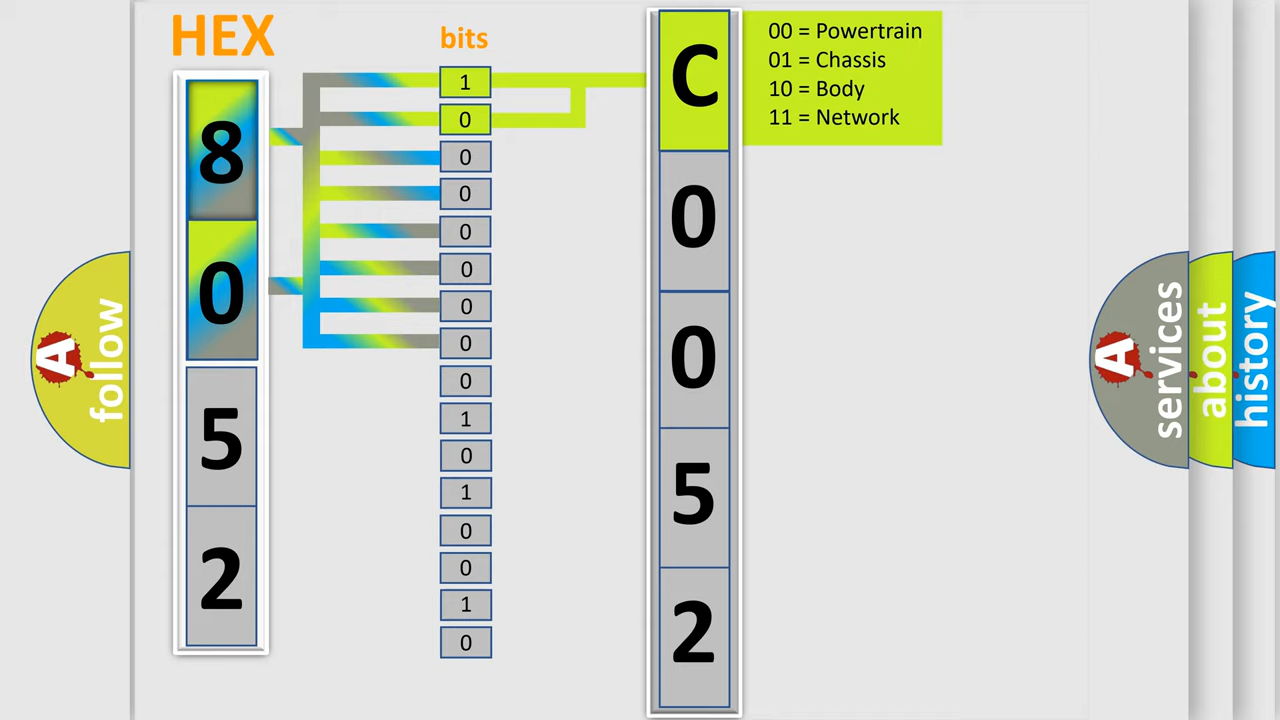 HEX
bits
8
0
5
2
1
0
0
0
0
0
0
0
0
1
0
1
0
0
1
0
C
0
0
5
2
00 = Powertrain
01 = Chassis
10 = Body
11 = Network
A
follow
A
services
about
history